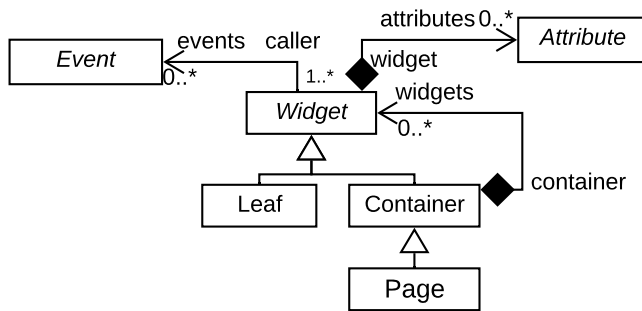 attributes 0..*
Attribute
events caller
Event
widget
0..*
1..*
widgets
Widget
0..*
container
Leaf
Container
Page